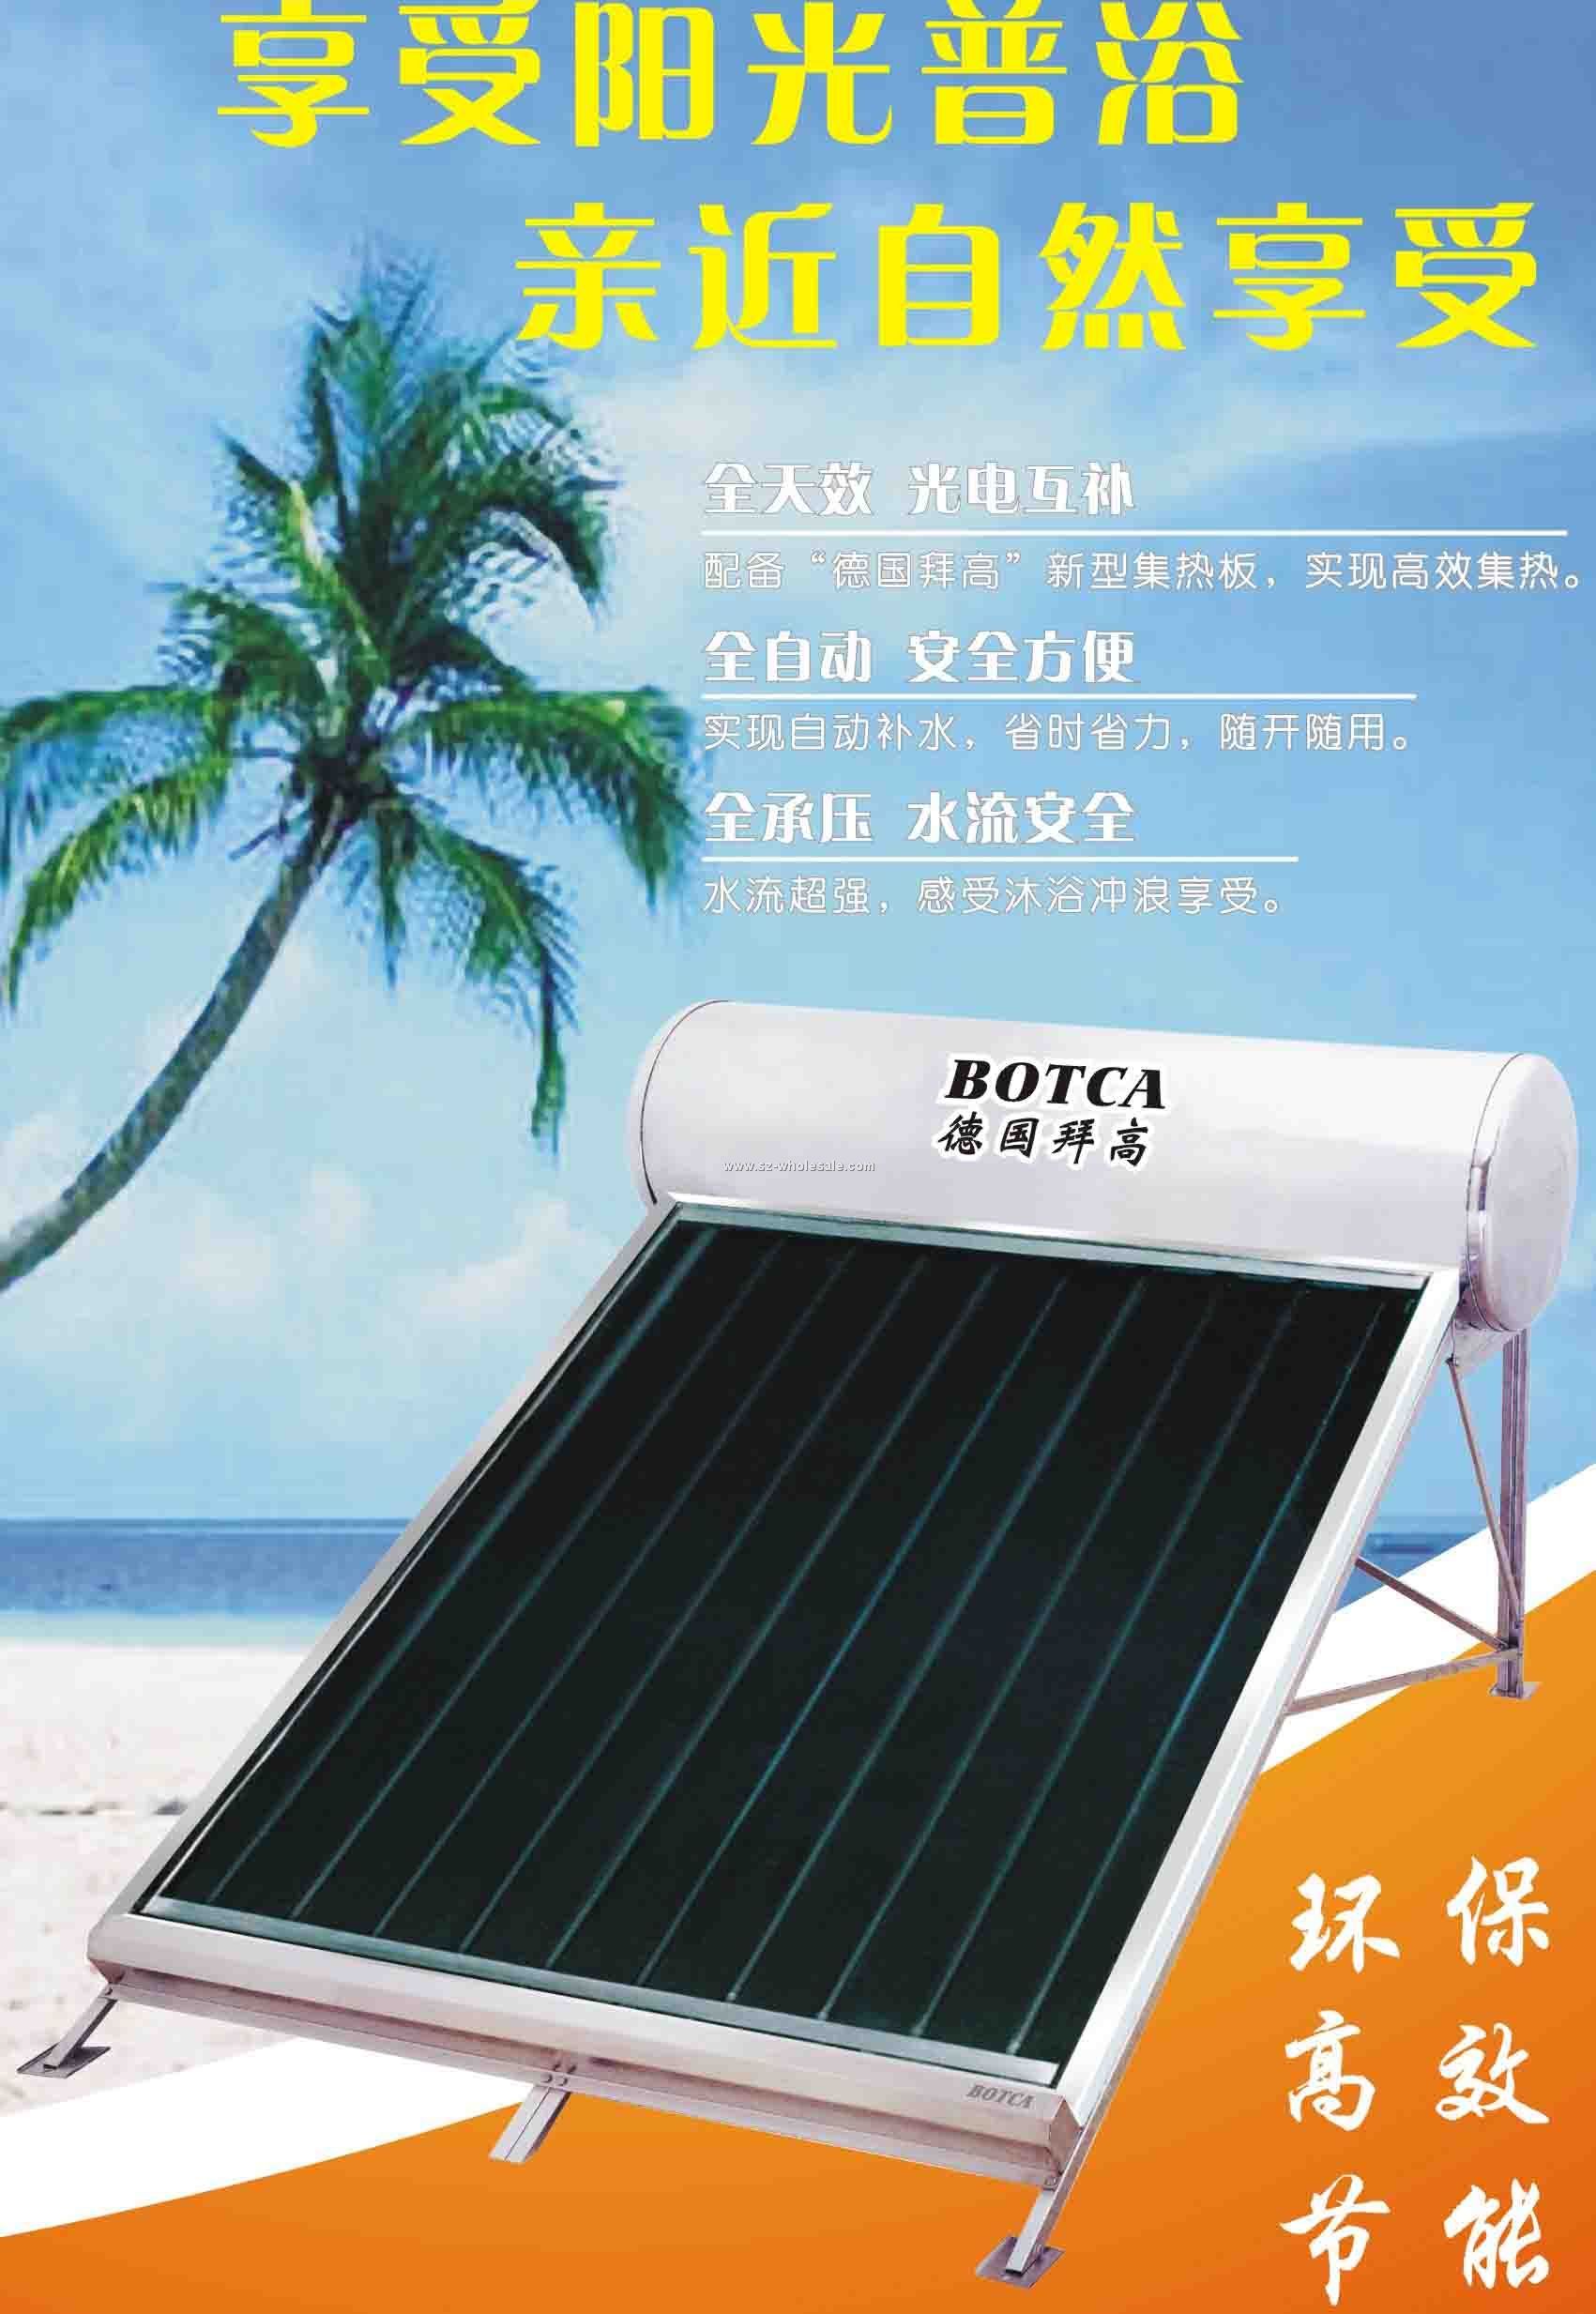 享受阳光普浴
亲近自然享受
全天效 光电互补
配备“德国拜高”新型集热板，实现高效集热。
全自动 安全方便
实现自动补水，省时省力，随开随用。
全承压 水流安全
水流超强，感受沐浴冲浪享受。
BOTCA
德国拜高
www.sz-wholesale.com
BOTCA
环保
高效
节能